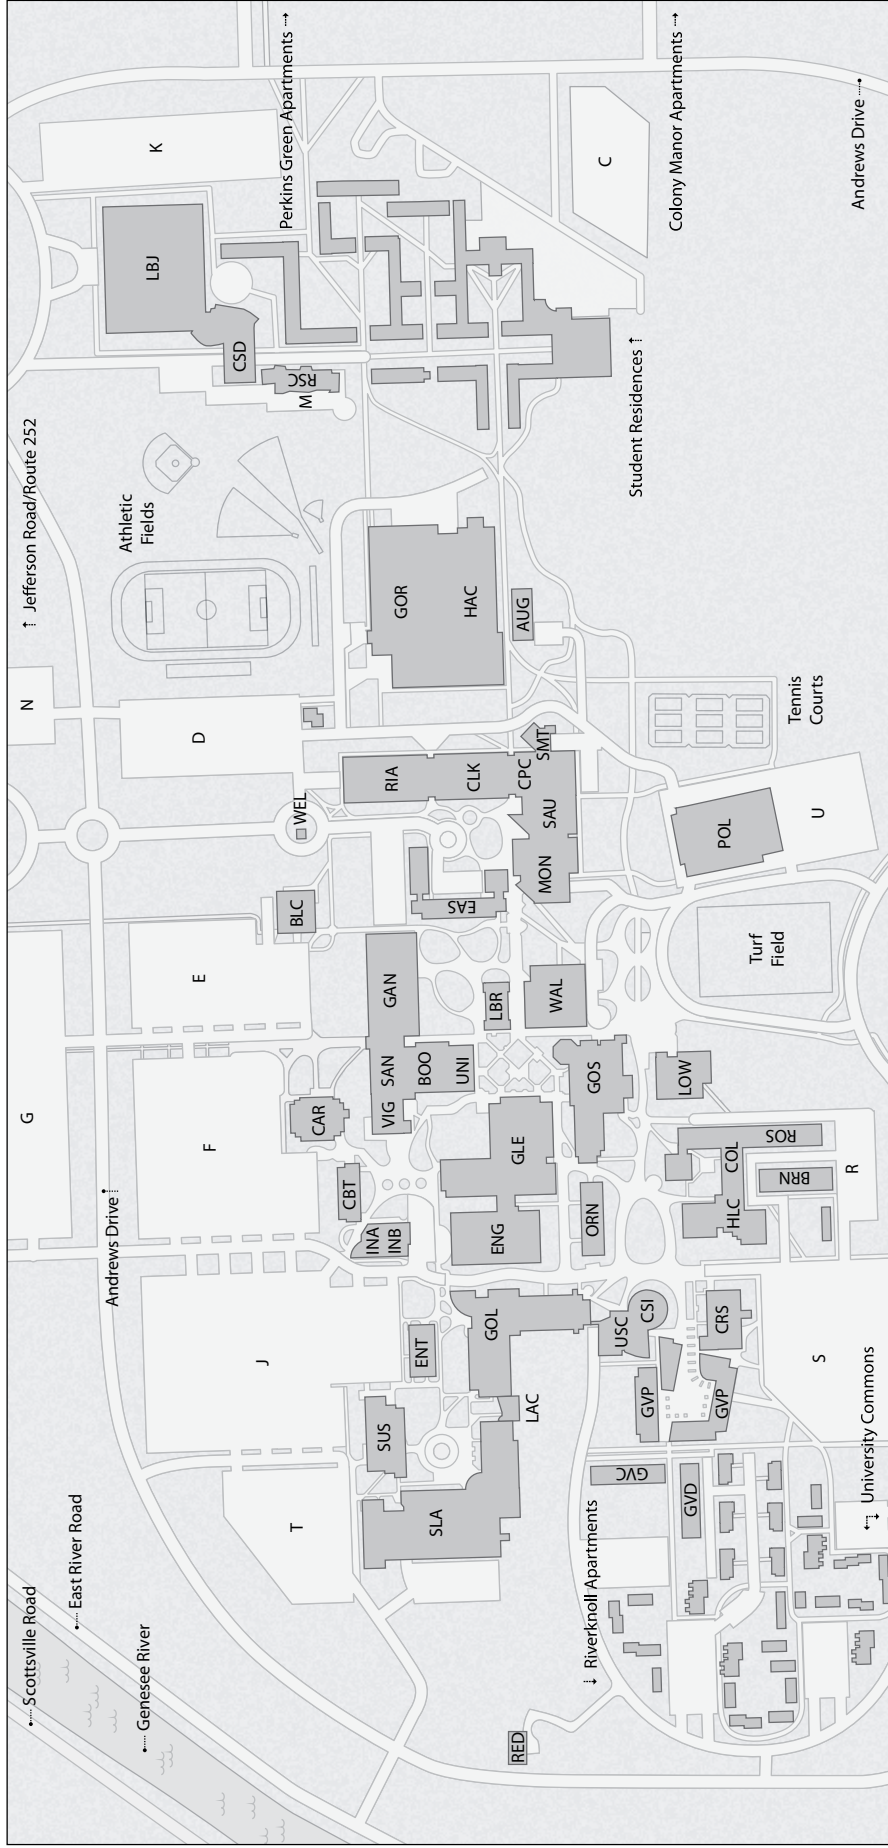 Scottsville Road
East River Road
Genesee River
Andrews Drive
Jefferson Road/Route 252
G
N
T
J
F
E
D
Athletic
Fields
K
LBJ
CSD
RSC
M
Perkins Green Apartments
WEL
BLC
CAR
CBT
INA
INB
ENT
SUS
SLA
LAC
GOL
ENG
GLE
VIG
SAN
GAN
BOO
UNI
LBR
EAS
RIA
CLK
CPC
SMT
SAU
MON
WAL
GOR
HAC
AUG
GOS
ORN
LOW
COL
ROS
BRN
HLC
R
USC
CSI
CRS
GVP
GVP
GVC
GVD
S
RED
Riverknoll Apartments
University Commons
Turf
Field
POL
U
Tennis
Courts
Student Residences
C
Colony Manor Apartments
Andrews Drive